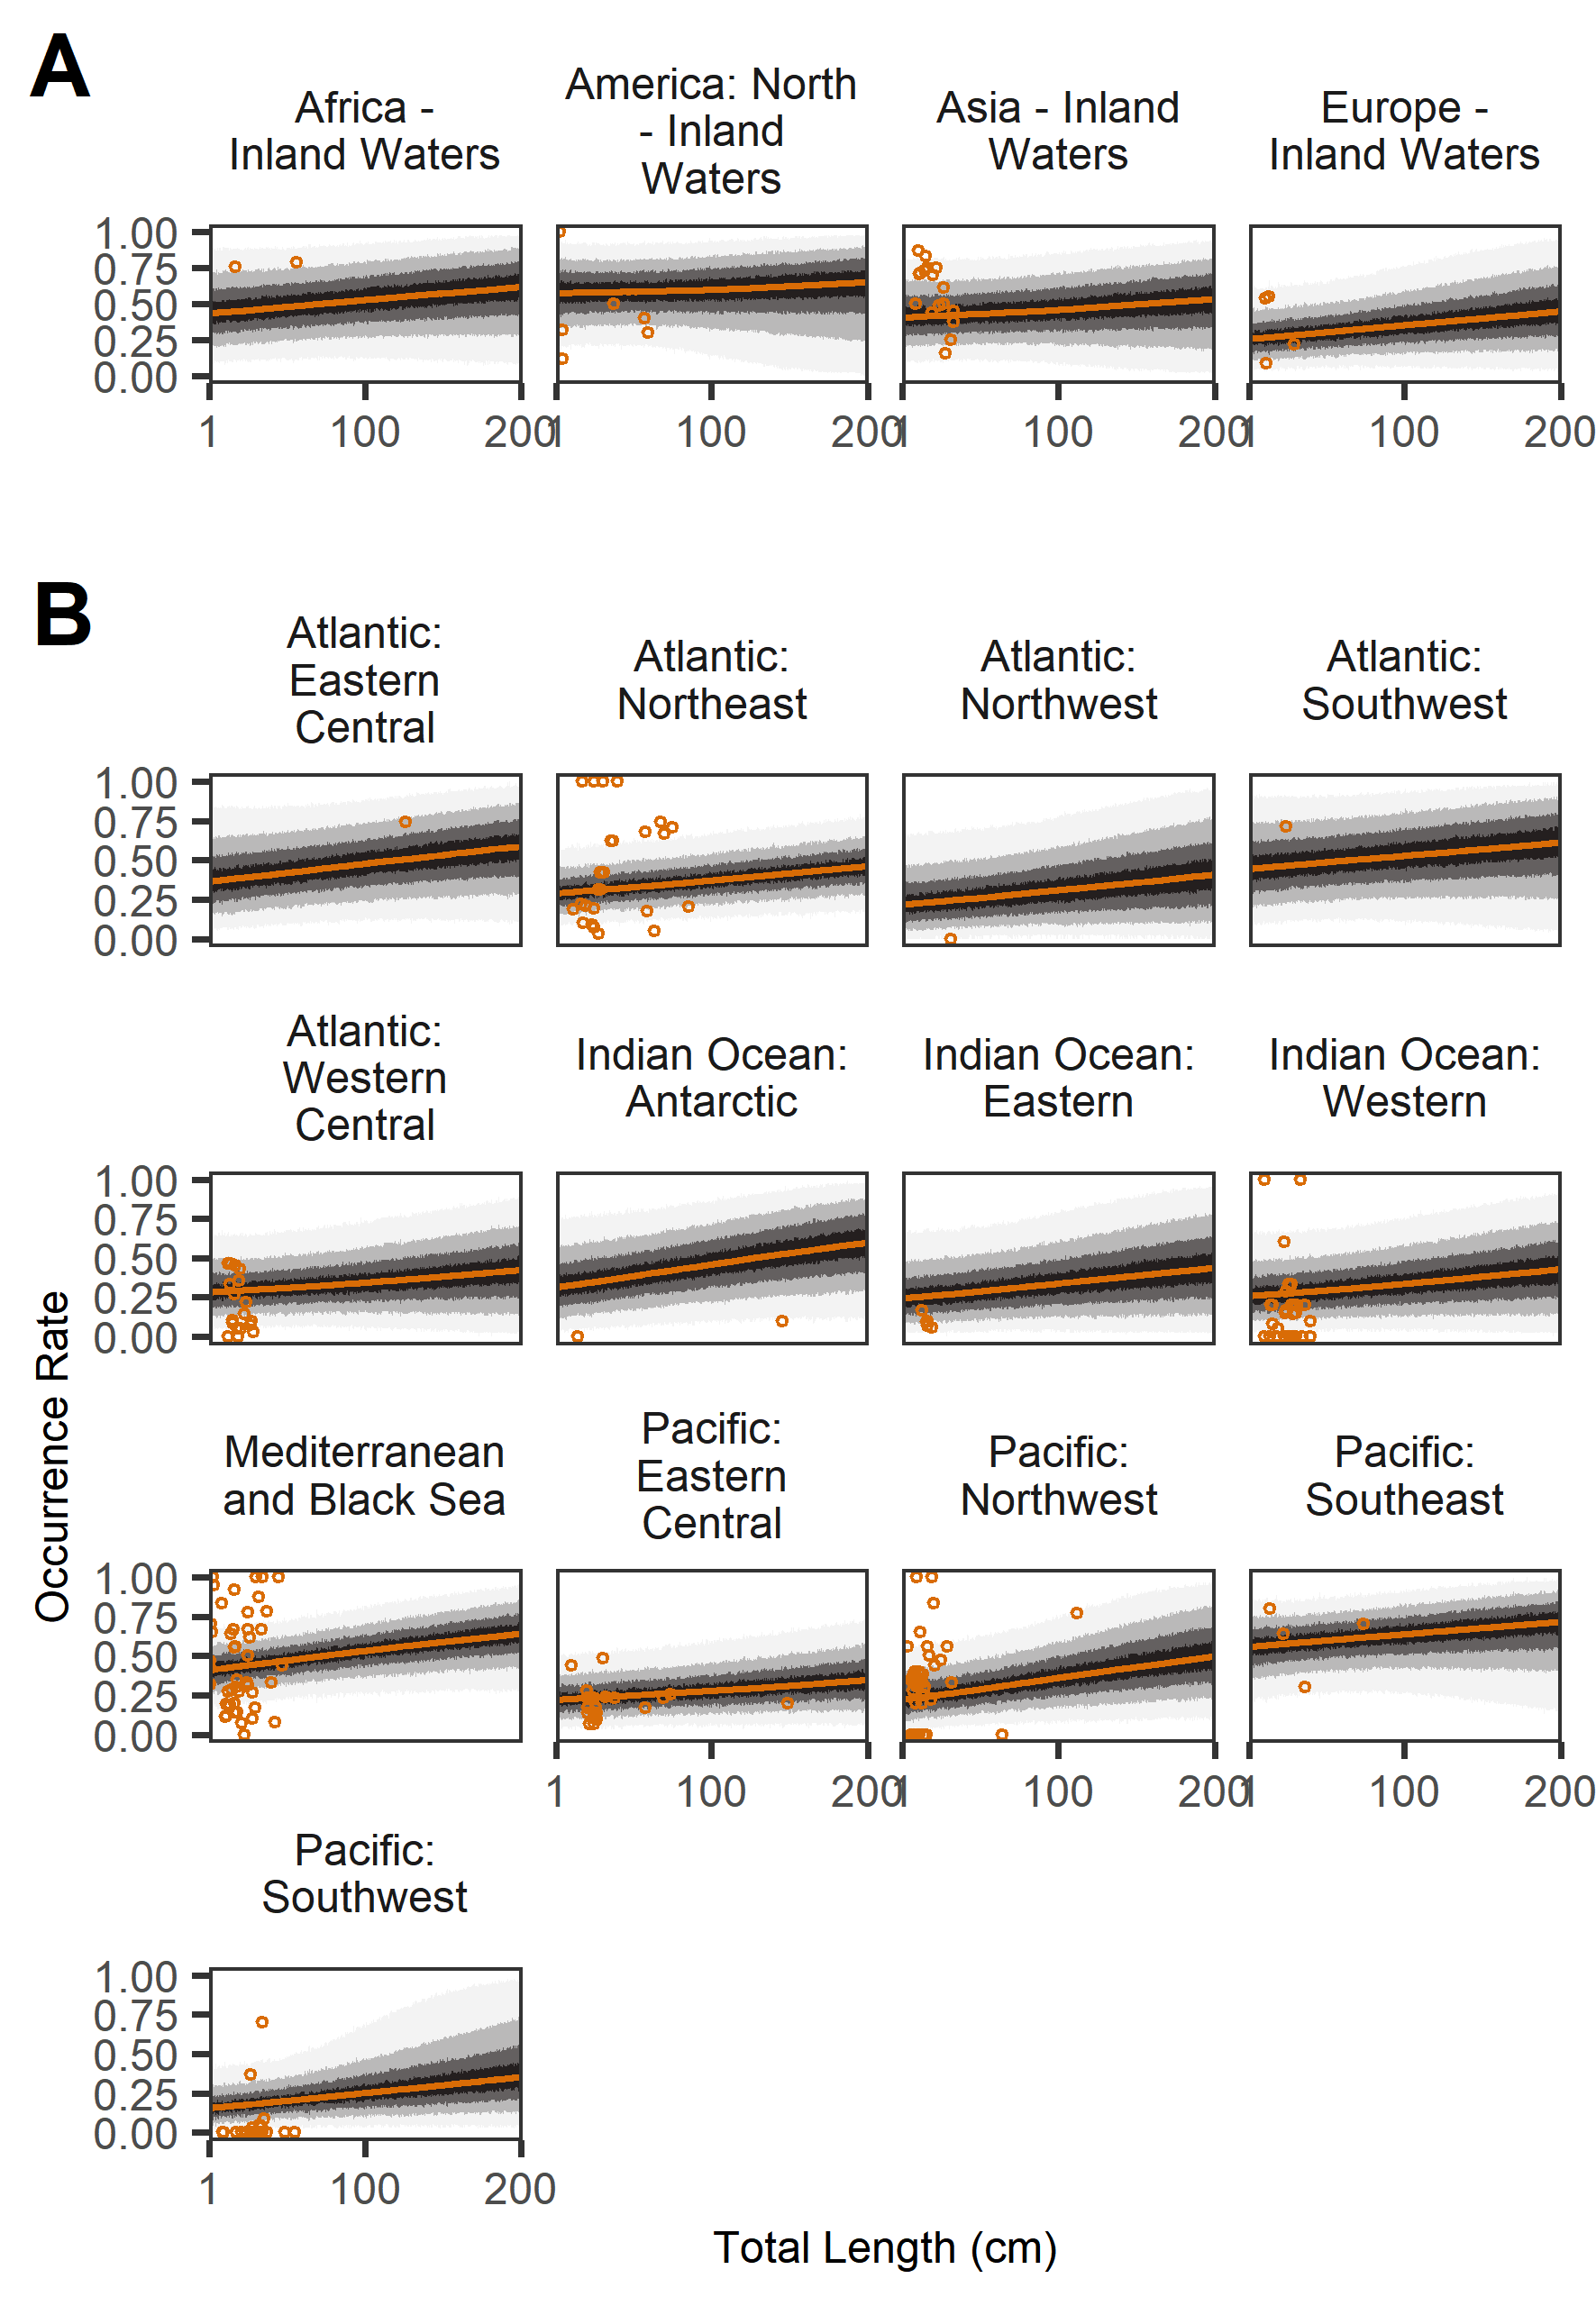 A
Africa -
Inland Waters
America: North
- Inland
Waters
Asia - Inland
Waters
Europe -
Inland Waters
1.00
0.75
0.50
0.25
0.00
1 100 200
1 100 200
1 100 200
1 100 200
B
Atlantic:
Eastern
Central
Atlantic:
Northeast
Atlantic:
Northwest
Atlantic:
Southwest
1.00
0.75
0.50
0.25
0.00
Atlantic:
Western
Central
Indian Ocean:
Antarctic
Indian Ocean:
Eastern
Indian Ocean:
Western
1.00
0.75
0.50
0.25
0.00
Occurrence Rate
Mediterranean
and Black Sea
Pacific:
Eastern
Central
Pacific:
Northwest
Pacific:
Southeast
1.00
0.75
0.50
0.25
0.00
1 100 200
1 100 200
1 100 200
Pacific:
Southwest
1.00
0.75
0.50
0.25
0.00
1 100 200
Total Length (cm)